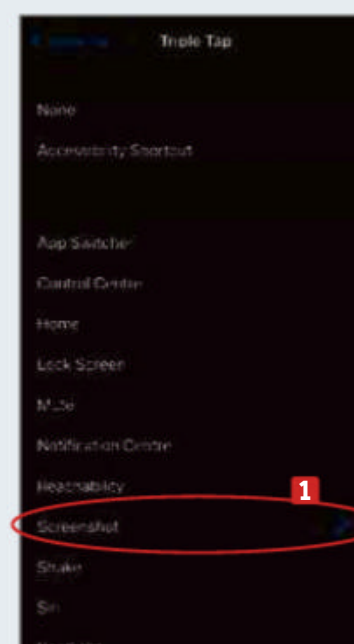 Triple Tap
None
Accessibility Shortcut
App Switcher
Control Centre
Home
Lock Screen
Mute
Notification Centre
Reachability
1
Screenshot
Shake
Siri